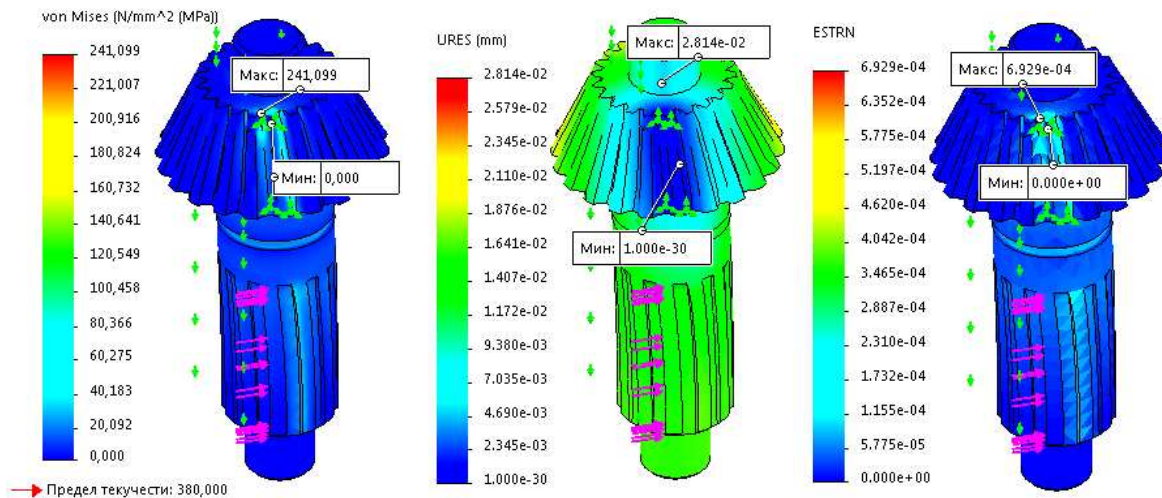 von Mises (N/mm^2 (MPa))
241,099
221,007
200,916
180,824
160,732
140,641
120,549
100,458
80,366
60,275
40,183
20,092
0,000
Предел текучести: 380,000
Макс: 241,099
Мин: 0,000
URES (mm)
2.814e-02
2.579e-02
2.345e-02
2.110e-02
1.876e-02
1.641e-02
1.407e-02
1.172e-02
9.380e-03
7.035e-03
4.690e-03
2.345e-03
1.000e-30
Макс: 2.814e-02
Мин: 1.000e-30
ESTRN
6.929e-04
6.352e-04
5.775e-04
5.197e-04
4.620e-04
4.042e-04
3.465e-04
2.887e-04
2.310e-04
1.732e-04
1.155e-04
5.775e-05
0.000e+00
Макс: 6.929e-04
Мин: 0.000e+00